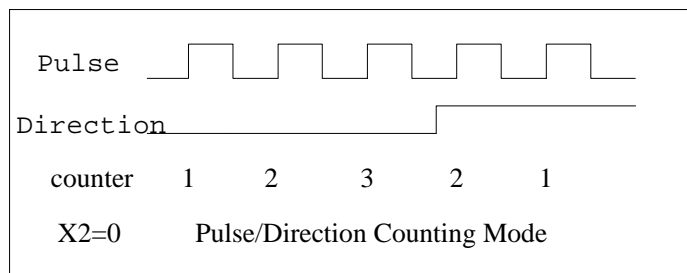 Pulse
Direction
counter 1 2 3 2 1
X2=0 Pulse/Direction Counting Mode